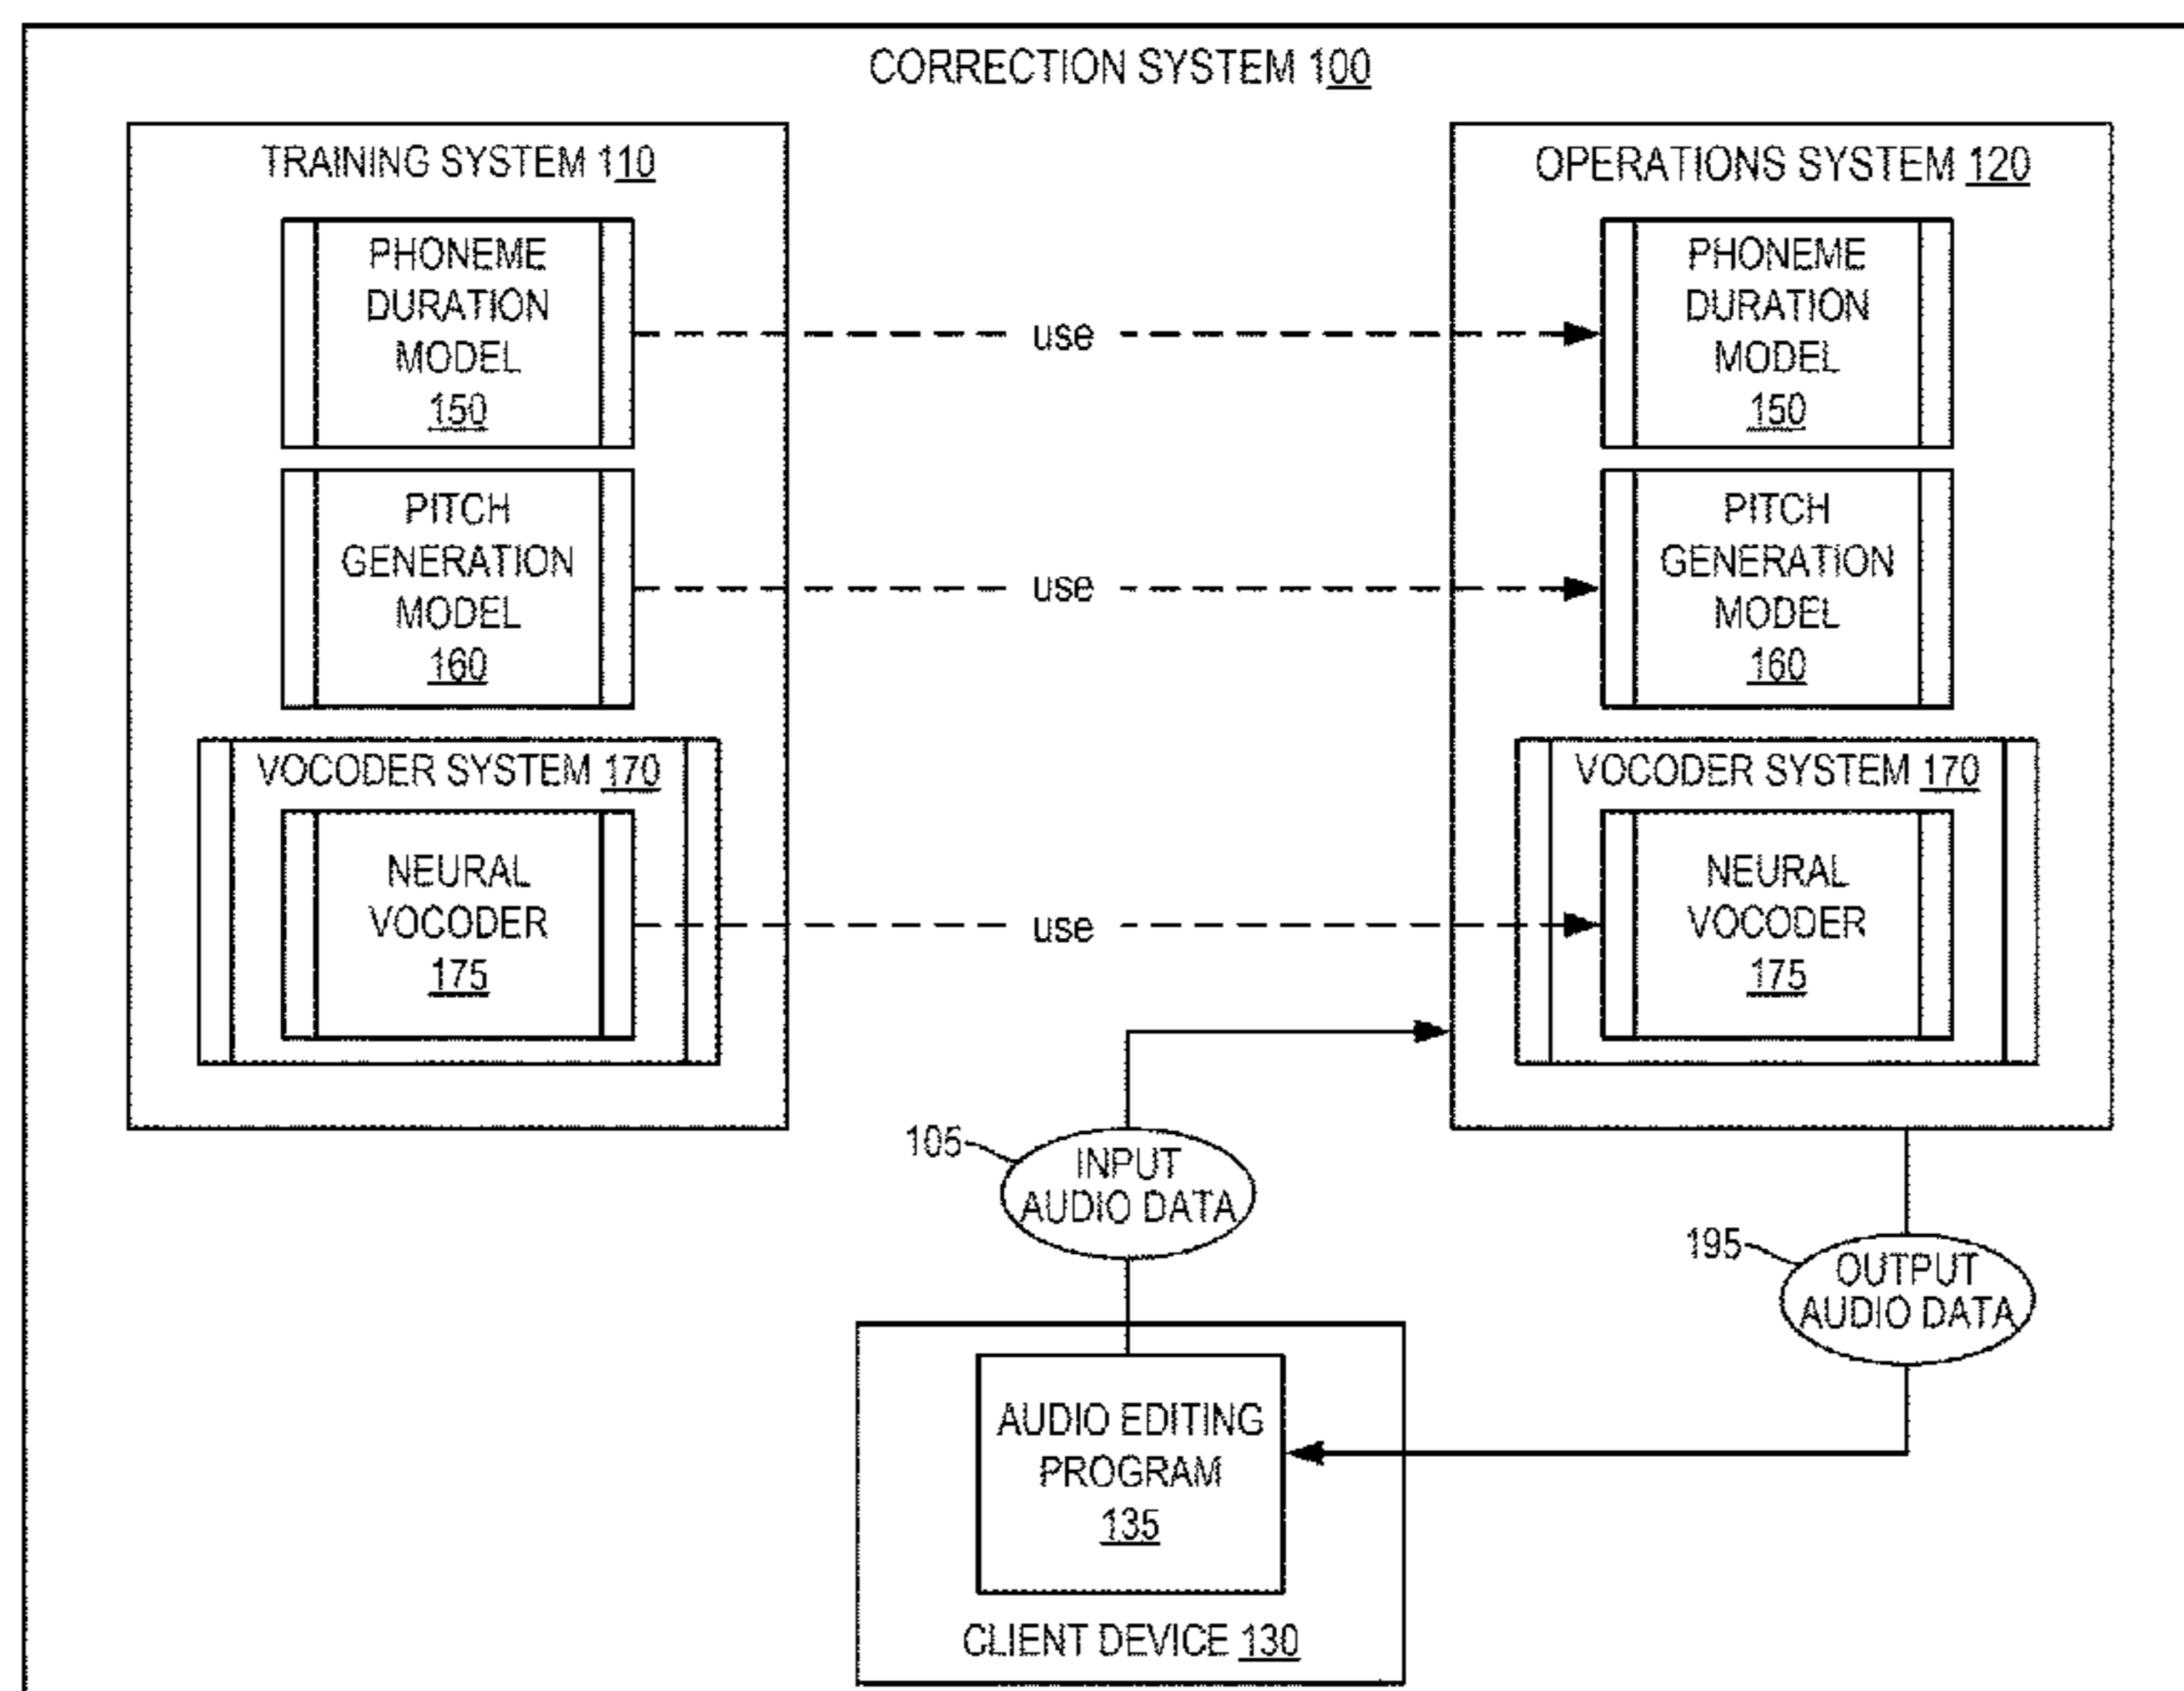 CORRECTION SYSTEM 100
TRAINING SYSTEM 110
PHONEME
DURATION
MODEL
150
PITCH
GENERATION
MODEL
160
VOCODER SYSTEM 170
NEURAL
VOCODER
175
use
use
use
OPERATIONS SYSTEM 120
PHONEME
DURATION
MODEL
150
PITCH
GENERATION
MODEL
160
VOCODER SYSTEM 170
NEURAL
VOCODER
175
105
INPUT
AUDIO DATA
195
OUTPUT
AUDIO DATA
AUDIO EDITING
PROGRAM
135
CLIENT DEVICE 130